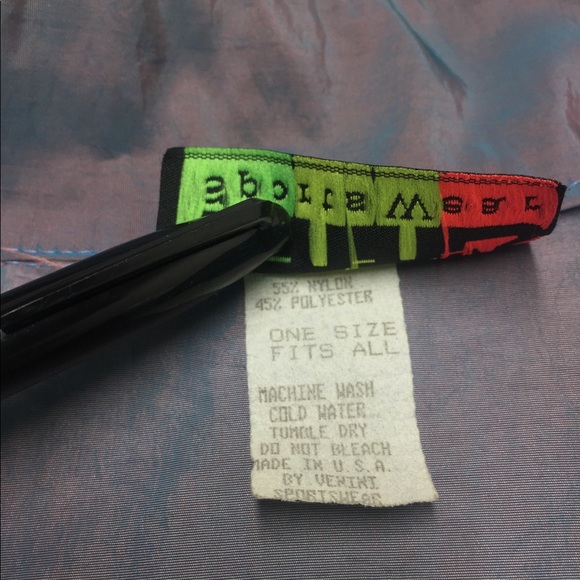 55% NYLON
45% POLYESTER
ONE SIZE
FITS ALL
MACHINE WASH
COLD WATER
TUMBLE DRY
DO NOT BLEACH
MADE IN U.S.A.
BY VENINI
SPORTSWEAR